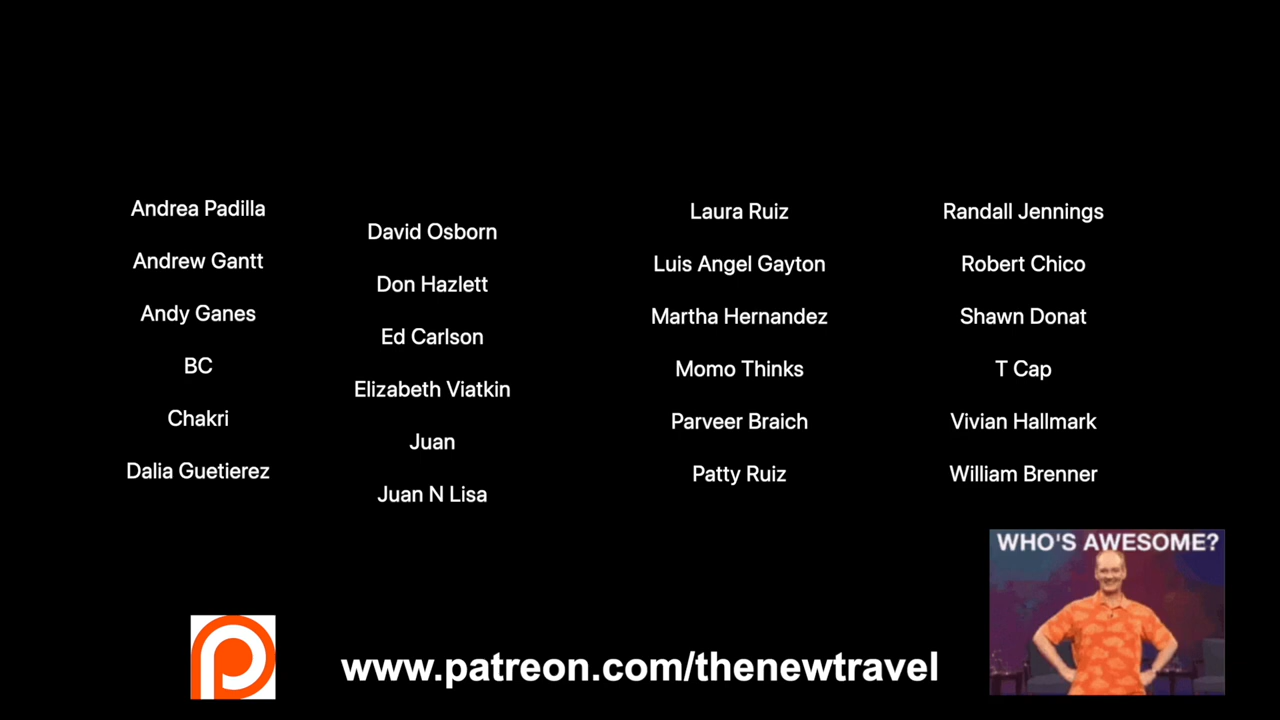 Andrea Padilla
Andrew Gantt
Andy Ganes
BC
Chakri
Dalia Guetierez
David Osborn
Don Hazlett
Ed Carlson
Elizabeth Viatkin
Juan
Juan N Lisa
Laura Ruiz
Luis Angel Gayton
Martha Hernandez
Momo Thinks
Parveer Braich
Patty Ruiz
Randall Jennings
Robert Chico
Shawn Donat
T Cap
Vivian Hallmark
William Brenner
WHO'S AWESOME?
www.patreon.com/thenewtravel